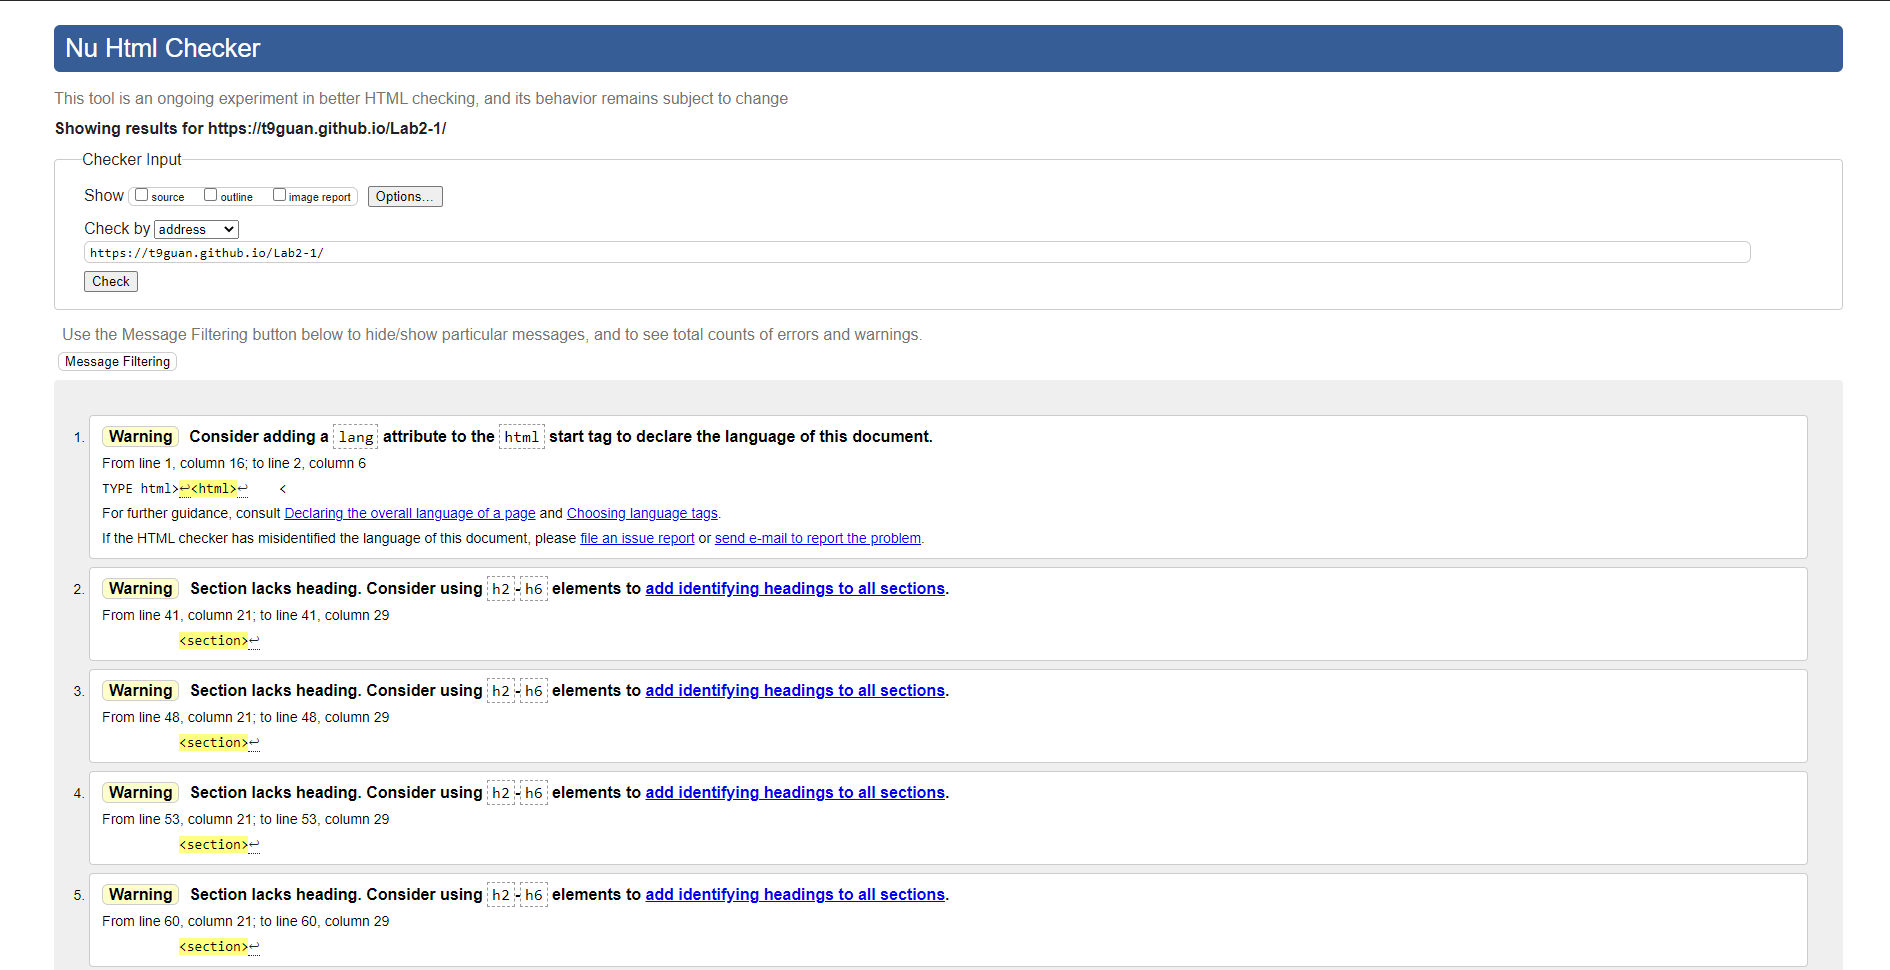 Nu Html Checker
This tool is an ongoing experiment in better HTML checking, and its behavior remains subject to change
Showing results for https://t9guan.github.io/Lab2-1/
Checker Input
Show source outline image report Options...
Check by address
https://t9guan.github.io/Lab2-1/
Check
Use the Message Filtering button below to hide/show particular messages, and to see total counts of errors and warnings.
Message Filtering
1. Warning Consider adding a lang attribute to the html start tag to declare the language of this document.
From line 1, column 16; to line 2, column 6
TYPE html>↩<html>↩ <
For further guidance, consult Declaring the overall language of a page and Choosing language tags.
If the HTML checker has misidentified the language of this document, please file an issue report or send e-mail to report the problem.
2. Warning Section lacks heading. Consider using h2-h6 elements to add identifying headings to all sections.
From line 41, column 21; to line 41, column 29
<section>↩
3. Warning Section lacks heading. Consider using h2-h6 elements to add identifying headings to all sections.
From line 48, column 21; to line 48, column 29
<section>↩
4. Warning Section lacks heading. Consider using h2-h6 elements to add identifying headings to all sections.
From line 53, column 21; to line 53, column 29
<section>↩
5. Warning Section lacks heading. Consider using h2-h6 elements to add identifying headings to all sections.
From line 60, column 21; to line 60, column 29
<section>↩